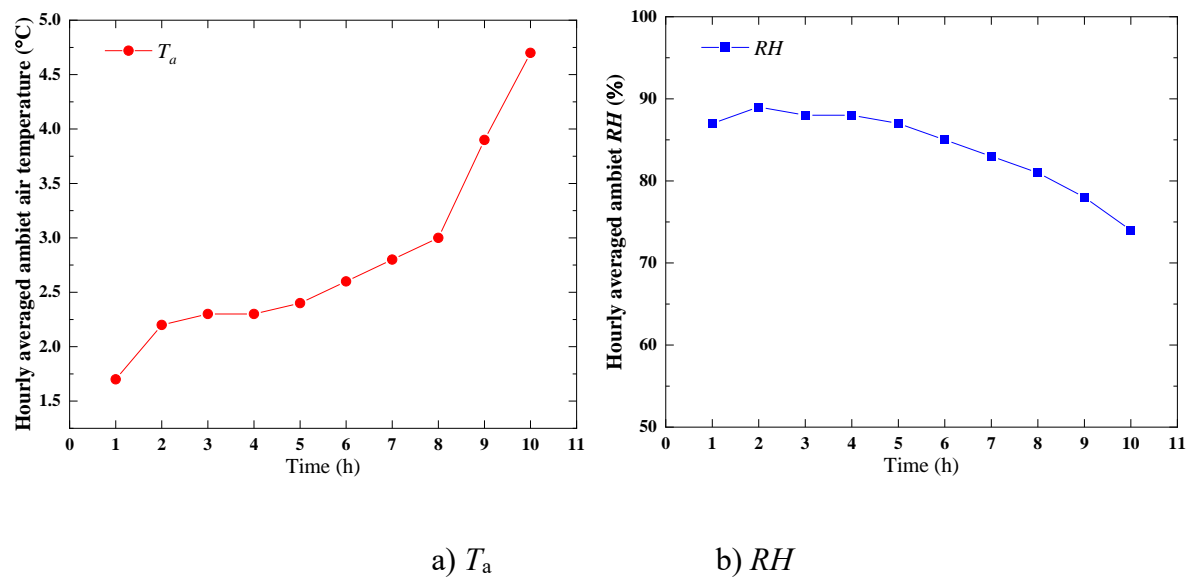 Hourly averaged ambiet air temperature (℃)
5.0
4.5
4.0
3.5
3.0
2.5
2.0
1.5
T_a
0 1 2 3 4 5 6 7 8 9 10 11
Time (h)
Hourly averaged ambiet RH (%)
100
90
80
70
60
50
RH
0 1 2 3 4 5 6 7 8 9 10 11
Time (h)
a) T_a
b) RH